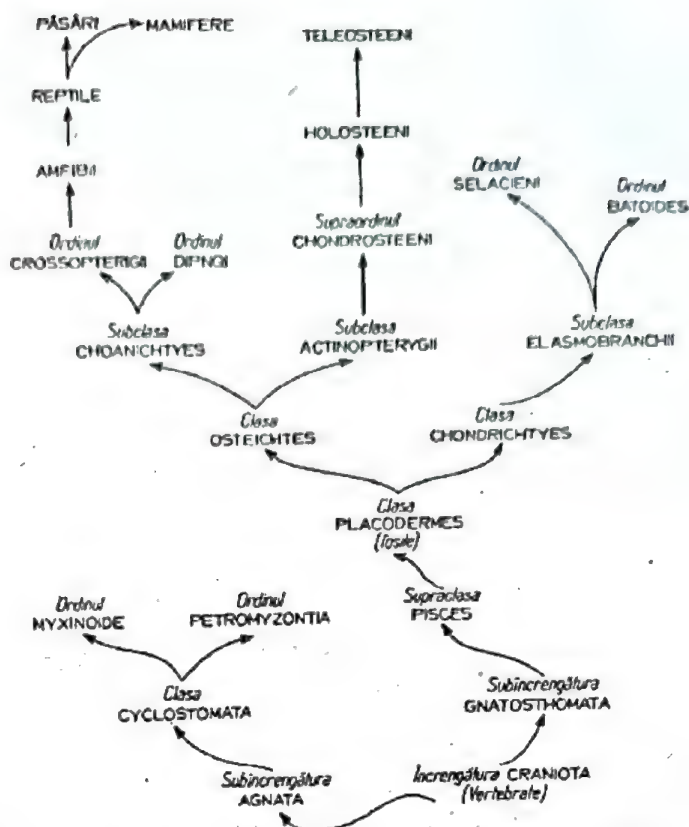 PĂSĂRI
MAMIFERE
TELEOSTEENI
REPTILE
HOLOSTEENI
AMFIBII
Ordinul
SELACIENI
Ordinul
BATOIDES
Ordinul
CROSSOPTERIGII
Ordinul
DIPNOI
Supraordinul
CHONDROSTEENI
Subclasa
CHOANICHTYES
Subclasa
ACTINOPTERYGII
Subclasa
ELASMOBRANCHII
Clasa
OSTEICHTES
Clasa
CHONDRICHTYES
Clasa
PLACODERMES
(fosile)
Ordinul
MYXINOIDE
Ordinul
PETROMYZONTIA
Supraclasa
PISCES
Clasa
CYCLOSTOMATA
Subîncrengătura
GNATOSTHOMATA
Subîncrengătura
AGNATA
Încrengătura CRANIOTA
(Vertebrate)